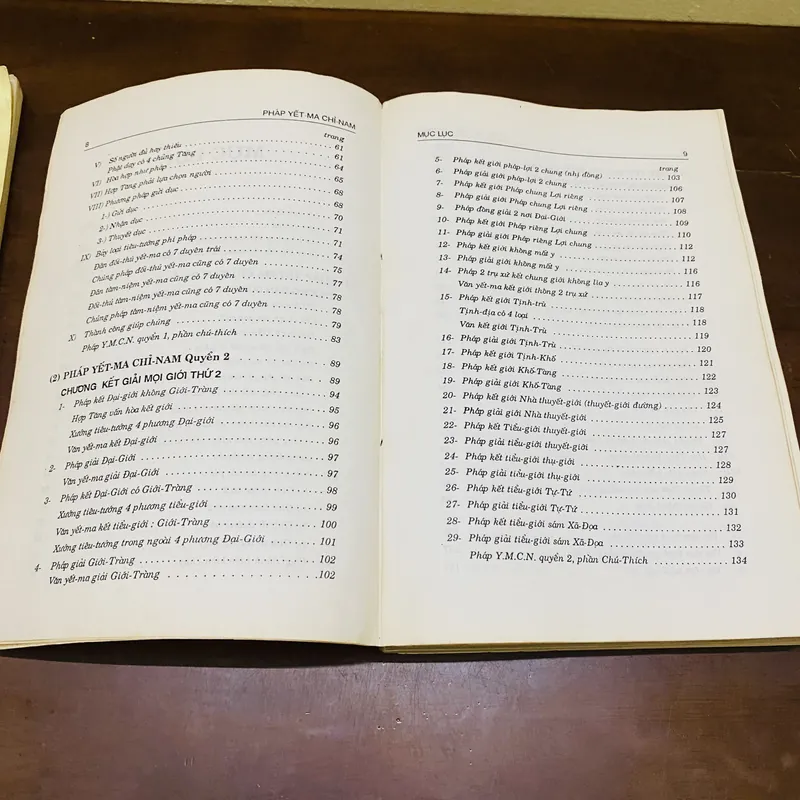 8 PHÁP YẾT-MA CHỈ-NAM
trang
V) Số người đủ hay thiếu 61
Phật dạy có 4 chúng Tăng 61
VI) Hòa hợp như pháp 64
VII) Hợp Tăng phải lựa chọn người 65
VIII) Phương pháp gửi dục 68
1-) Gửi dục 68
2-) Nhận dục 70
3-) Thuyết dục 71
IX) Bảy loại tiêu-tướng phi pháp 71
Đàn đối-thú yết-ma có 7 duyên trái 74
Chúng pháp đối-thú yết-ma cũng có 7 duyên 75
Đàn tâm-niệm yết-ma cũng có 7 duyên 77
Đối-thú tâm-niệm yết-ma cũng có 7 duyên 78
Chúng pháp tâm-niệm yết-ma cũng có 7 duyên 78
X) Thành công giúp chúng 79
Pháp Y.M.C.N. quyển 1, phần chú-thích 83
(2) PHÁP YẾT-MA CHỈ-NAM Quyển 2 89
CHƯƠNG KẾT GIẢI MỌI GIỚI THỨ 2 89
1- Pháp kết Đại-giới không Giới-Tràng 94
Hợp Tăng vấn hòa kết giới 95
Xướng tiêu-tướng 4 phương Đại-giới 96
Văn yết-ma kết Đại-giới 96
2- Pháp giải Đại-Giới 97
Văn yết-ma giải Đại-Giới 97
3- Pháp kết Đại-Giới có Giới-Tràng 98
Xướng tiêu-tướng 4 phương tiểu-giới 99
Văn yết-ma kết tiểu-giới : Giới-Tràng 100
Xướng tiêu-tướng trong ngoài 4 phương Đại-Giới 101
4- Pháp giải Giới-Tràng 102
Văn yết-ma giải Giới-Tràng 102
MỤC LỤC 9
trang
5- Pháp kết giới pháp-lợi 2 chung (nhị đồng) 103
6- Pháp giải giới pháp-lợi 2 chung 106
7- Pháp kết giới Pháp chung Lợi riêng 107
8- Pháp giải giới Pháp chung Lợi riêng 108
9- Pháp đồng giải 2 nơi Đại-Giới 109
10- Pháp kết giới Pháp riêng Lợi chung 110
11- Pháp giải giới Pháp riêng Lợi chung 112
12- Pháp kết giới không mất y 112
13- Pháp giải giới không mất y 116
14- Pháp 2 trụ xứ kết chung giới không lìa y 116
Văn yết-ma kết giới thông 2 trụ xứ 117
15- Pháp kết giới Tịnh-trù 118
Tịnh-địa có 4 loại 118
Văn kết giới Tịnh-Trù 119
16- Pháp giải giới Tịnh-Trù 120
17- Pháp kết giới Tịnh-Khố 121
18- Pháp kết giới Khố-Tàng 122
19- Pháp giải giới Khố-Tàng 123
20- Pháp kết giới Nhà thuyết-giới (thuyết-giới đường) 124
21- Pháp giải giới Nhà thuyết-giới 125
22- Pháp kết Tiểu-giới thuyết-giới 127
23- Pháp giải tiểu-giới thuyết-giới 127
24- Pháp kết tiểu-giới thụ-giới 128
25- Pháp giải tiểu-giới thụ-giới 129
26- Pháp kết tiểu-giới Tự-Tứ 130
27- Pháp giải tiểu-giới Tự-Tứ 131
28- Pháp kết tiểu-giới sám Xả-Đọa 132
29- Pháp giải tiểu-giới sám Xả-Đọa 133
Pháp Y.M.C.N. quyển 2, phần Chú-Thích 134